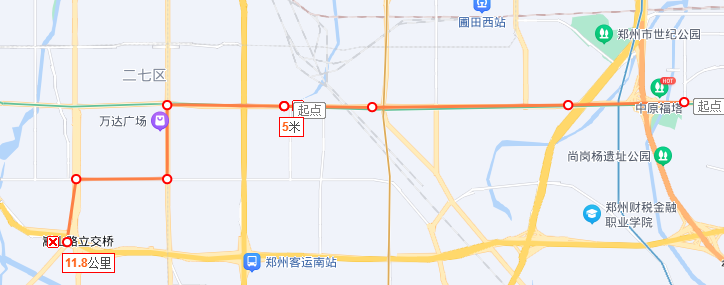 圃田西站
郑州市世纪公园
二七区
HOT
起点
起点
中原福塔
万达广场
5米
尚岗杨遗址公园
郑州财税金融
职业学院
路立交桥
郑州客运南站
11.8公里